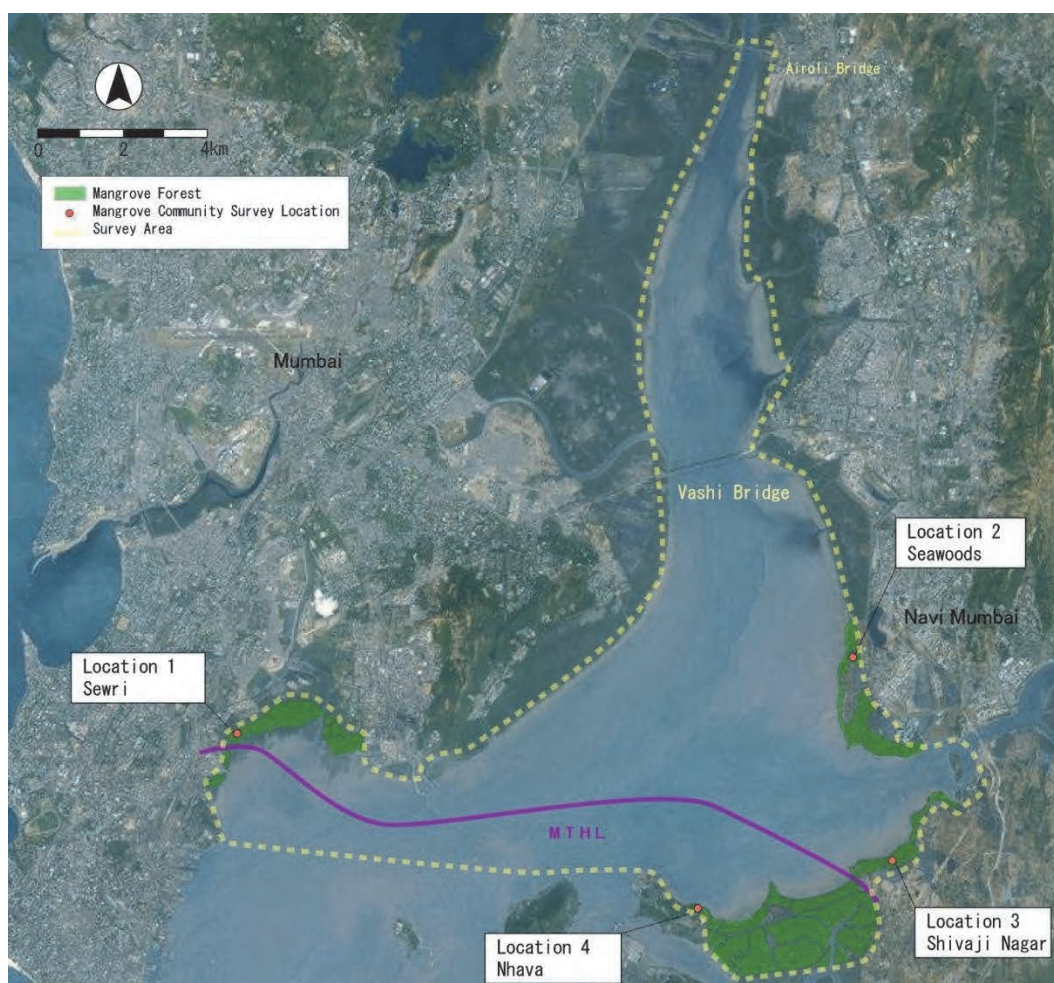 Airoli Bridge
0 2 4km
Mangrove Forest
Mangrove Community Survey Location
Survey Area
Mumbai
Vashi Bridge
Location 2
Seawoods
Navi Mumbai
Location 1
Sewri
MTHL
Location 3
Shivaji Nagar
Location 4
Nhava